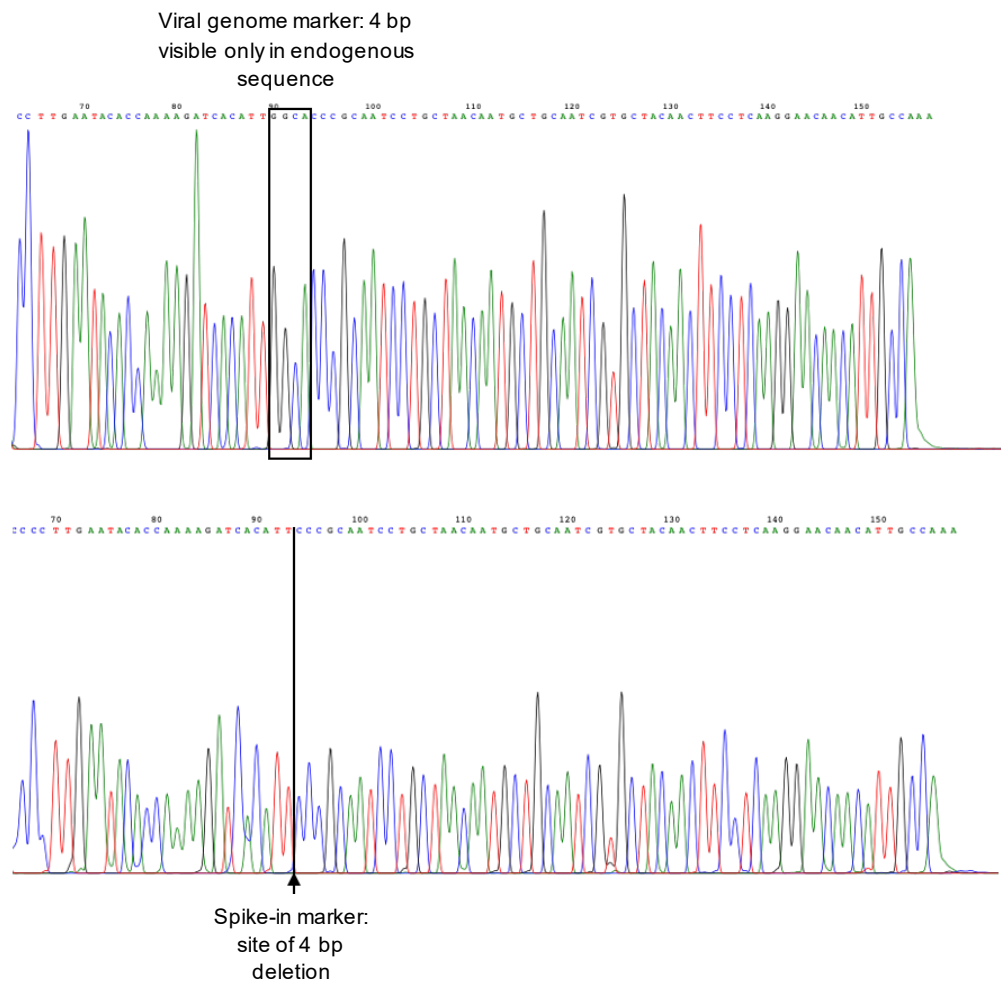 Viral genome marker: 4 bp
visible only in endogenous
sequence
70 80 90 100 110 120 130 140 150
CCTTGAATACACCAAAAGATCACATTGGCACCCGCAATCCTGCTAACAATGCTGCAATCGTGCTACAACTTCCTCAAGGAACAACATTGCCAAA
70 80 90 100 110 120 130 140 150
CCCTTGAATACACCAAAAGATCACATTCCCGCAATCCTGCTAACAATGCTGCAATCGTGCTACAACTTCCTCAAGGAACAACATTGCCAAA
Spike-in marker:
site of 4 bp
deletion